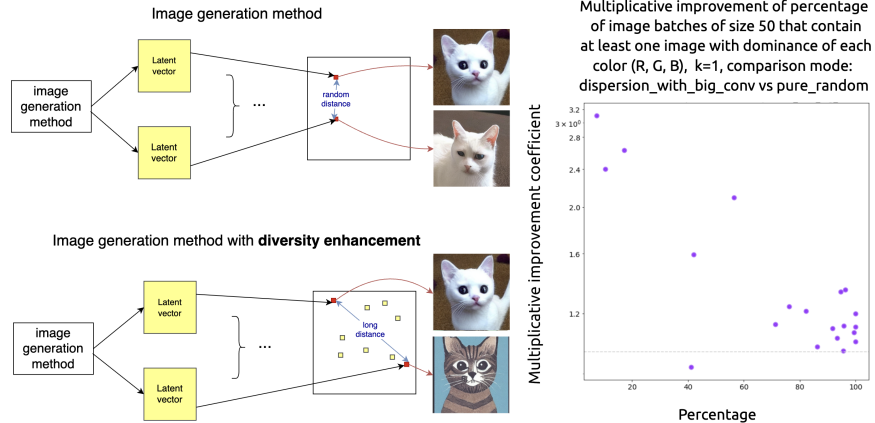 Image generation method
image
generation
method
Latent
vector
...
Latent
vector
random
distance
Image generation method with diversity enhancement
image
generation
method
Latent
vector
...
Latent
vector
long
distance
Multiplicative improvement of percentage
of image batches of size 50 that contain
at least one image with dominance of each
color (R, G, B), k=1, comparison mode:
dispersion_with_big_conv vs pure_random
Multiplicative improvement coefficient
3.2
3 × 10⁰
2.8
2.4
2.0
1.6
1.2
20
40
60
80
100
Percentage